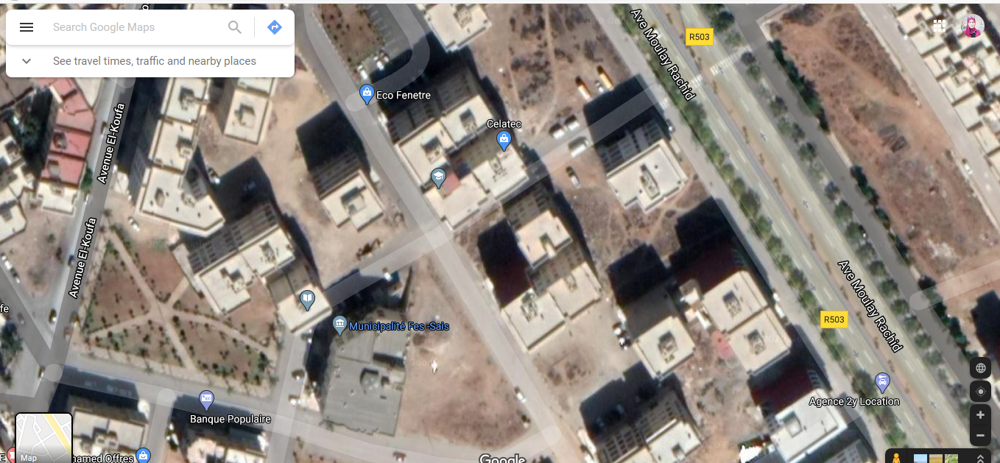 Search Google Maps
See travel times, traffic and nearby places
Ave Moulay Rachid
R503
Eco Fenetre
Celatec
Avenue El-Koufa
Avenue El-Koufa
Ave Moulay Rachid
fe
R503
Municipalité Fes -Sais
Agence 2y Location
Banque Populaire
Map
hamed Offres
Google